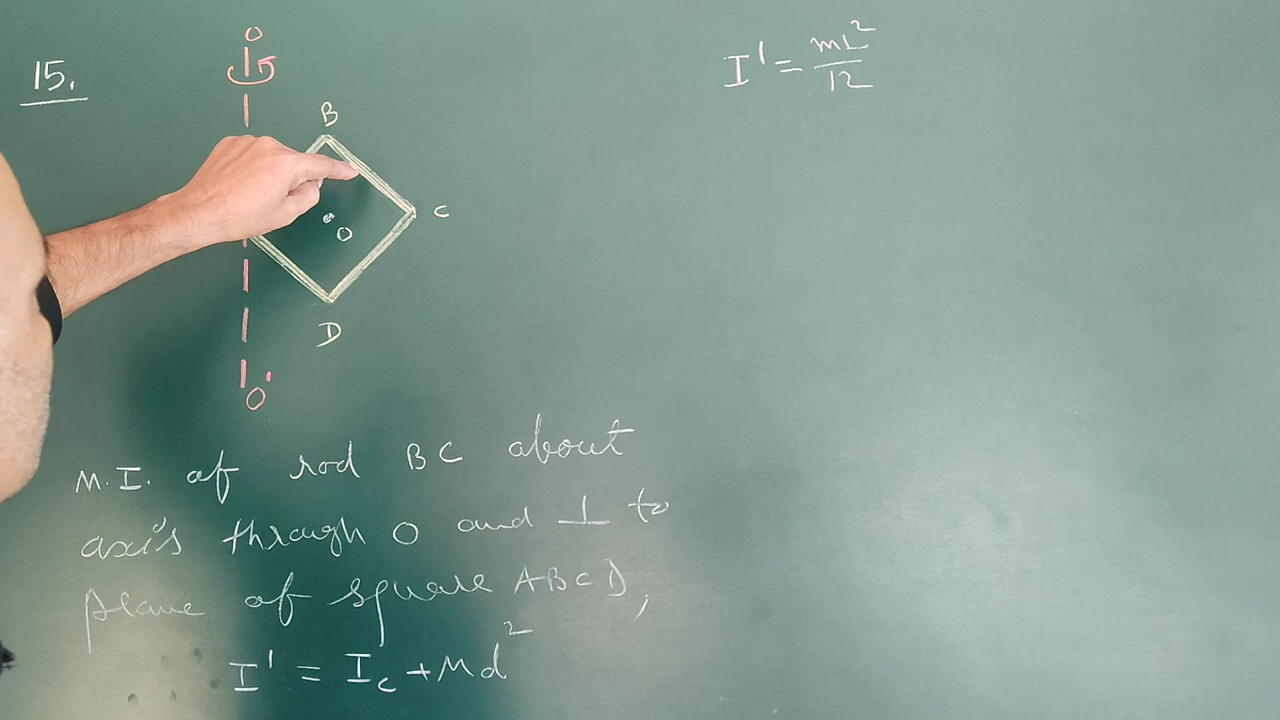 15.
O
B
C
O
D
O'
M.I. of rod BC about
axis through O and ⊥ to
plane of square ABCD,
I' = I_C + Md²
I' = mL²/12